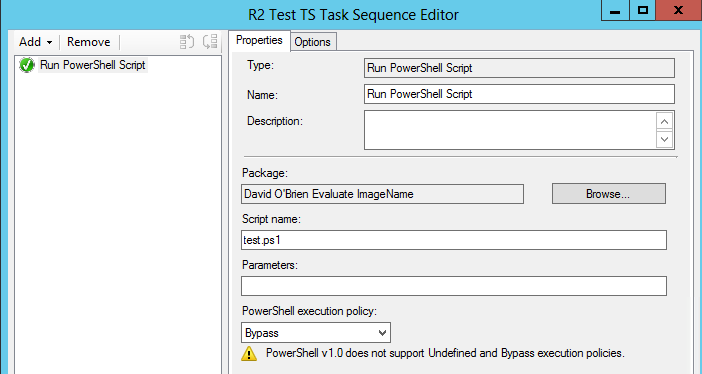 R2 Test TS Task Sequence Editor
Add Remove
Run PowerShell Script
Properties Options
Type: Run PowerShell Script
Name: Run PowerShell Script
Description:
Package:
David O'Brien Evaluate ImageName Browse...
Script name:
test.ps1
Parameters:
PowerShell execution policy:
Bypass
PowerShell v1.0 does not support Undefined and Bypass execution policies.